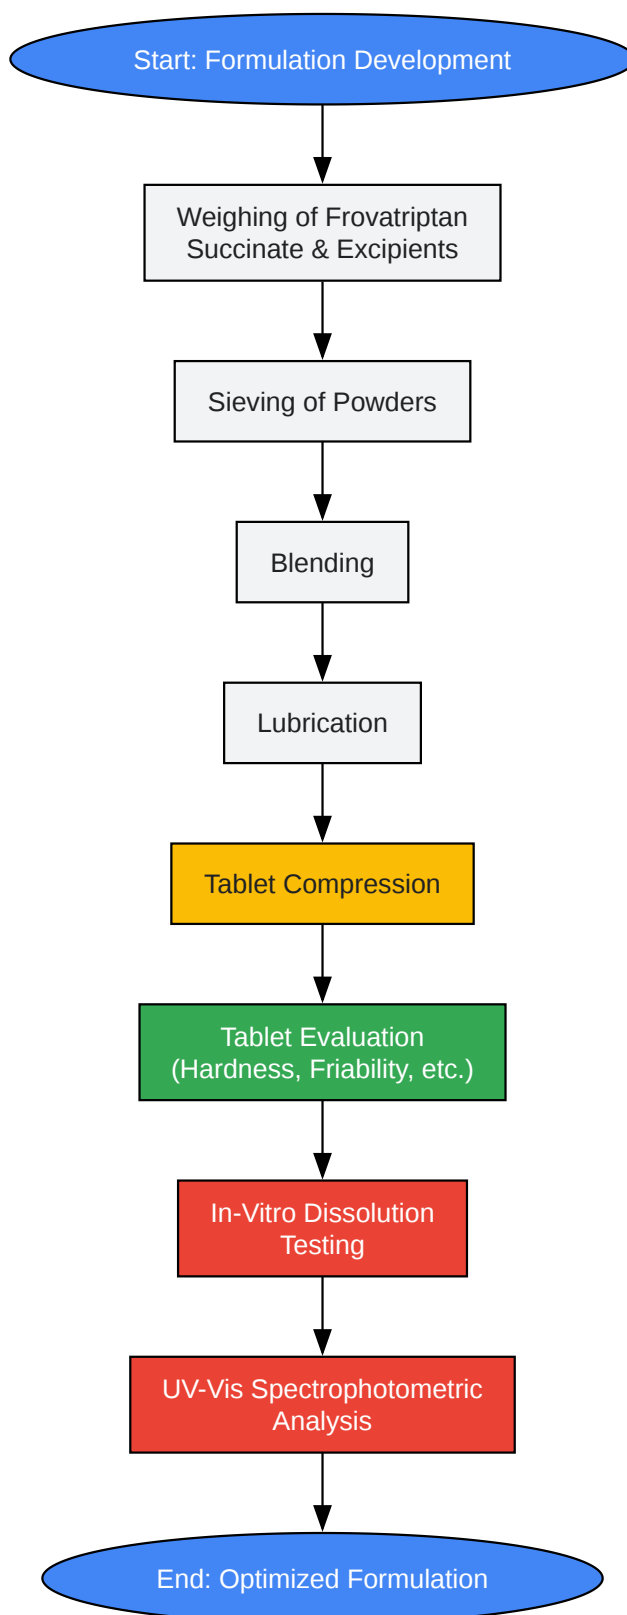 Start: Formulation Development
Weighing of Frovatriptan
Succinate & Excipients
Sieving of Powders
Blending
Lubrication
Tablet Compression
Tablet Evaluation
(Hardness, Friability, etc.)
In-Vitro Dissolution
Testing
UV-Vis Spectrophotometric
Analysis
End: Optimized Formulation